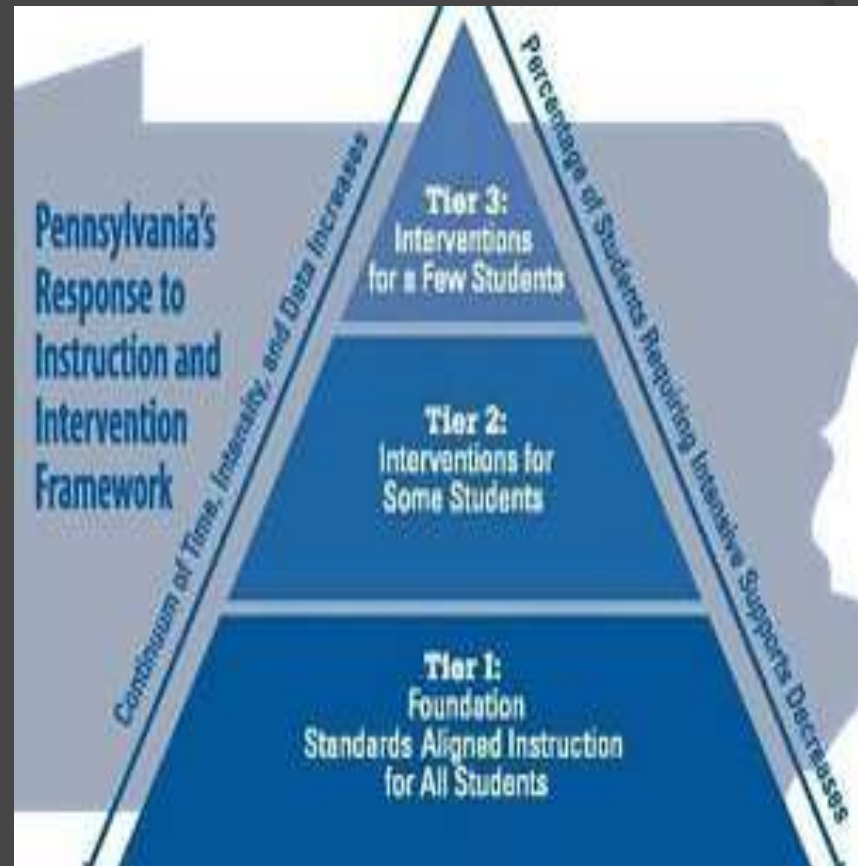 Pennsylvania's
Response to
Instruction and
Intervention
Framework
Continuum of Time, Intensity, and Data Increases
Percentage of Students Requiring Intensive Supports Decreases
Tier 3:
Interventions
for a Few Students
Tier 2:
Interventions for
Some Students
Tier 1:
Foundation
Standards Aligned Instruction
for All Students